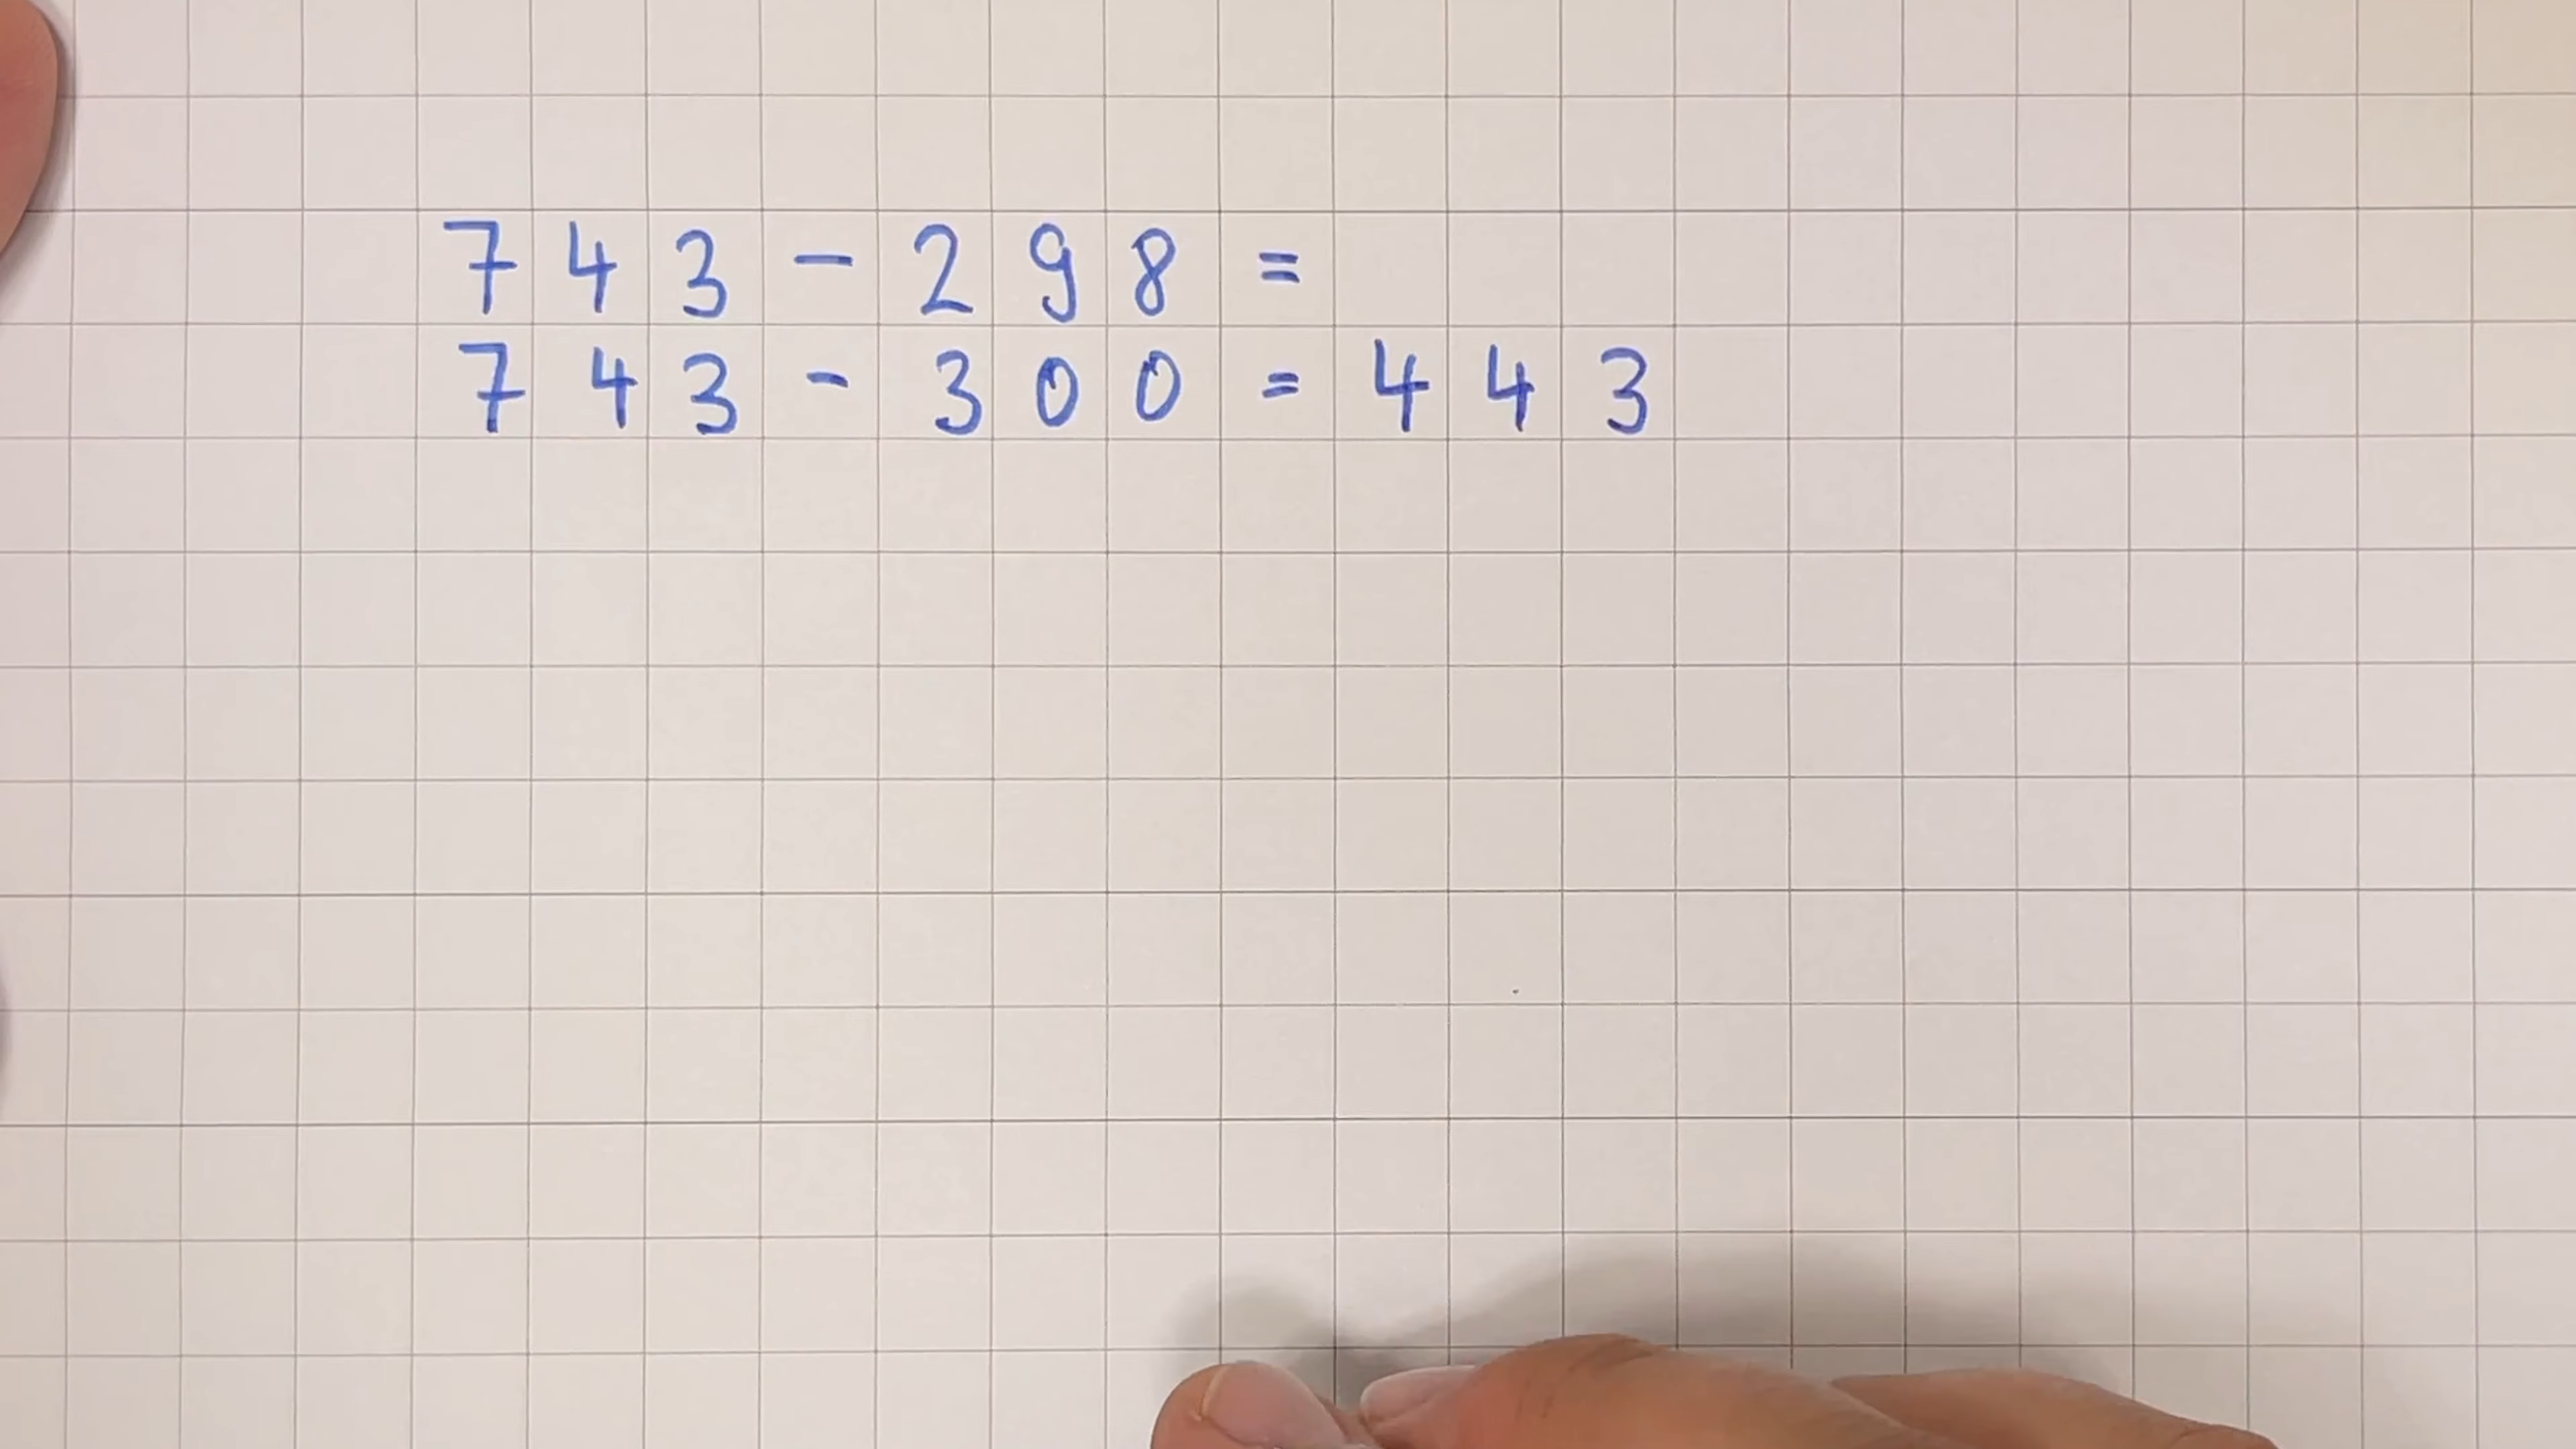 743 - 298 =
743 - 300 = 443